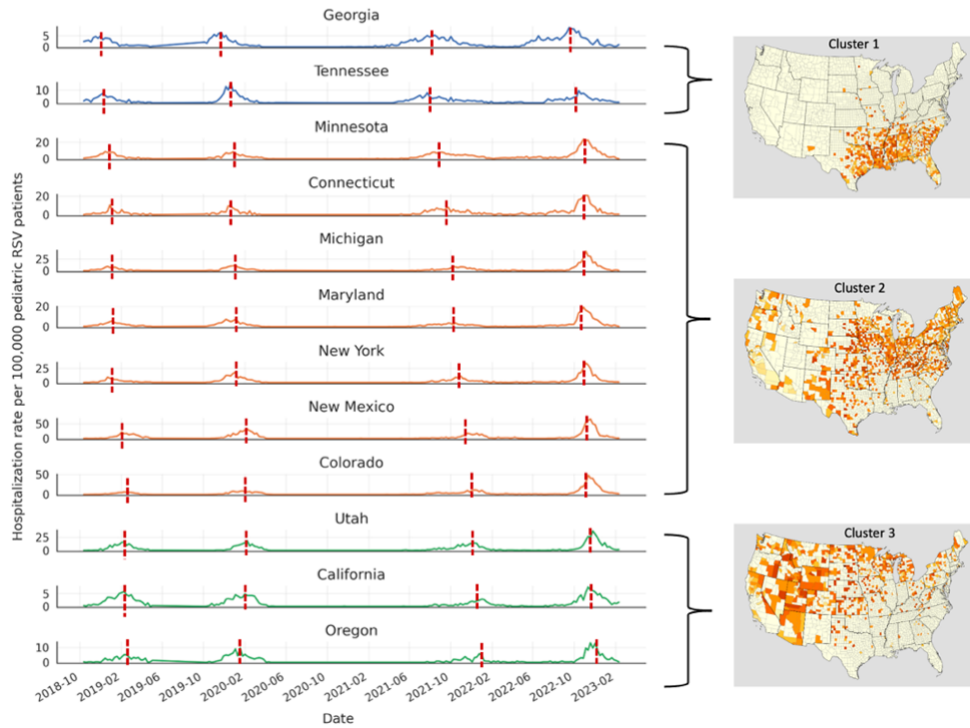 Georgia
5
0
Tennessee
10
0
Minnesota
20
0
Connecticut
20
0
Michigan
25
0
Maryland
20
0
New York
25
0
New Mexico
50
0
Colorado
50
0
Utah
25
0
California
5
0
Oregon
10
0
2018-10
2019-02
2019-06
2019-10
2020-02
2020-06
2020-10
2021-02
2021-06
2021-10
2022-02
2022-06
2022-10
2023-02
Date
Hospitalization rate per 100,000 pediatric RSV patients
Cluster 1
Cluster 2
Cluster 3